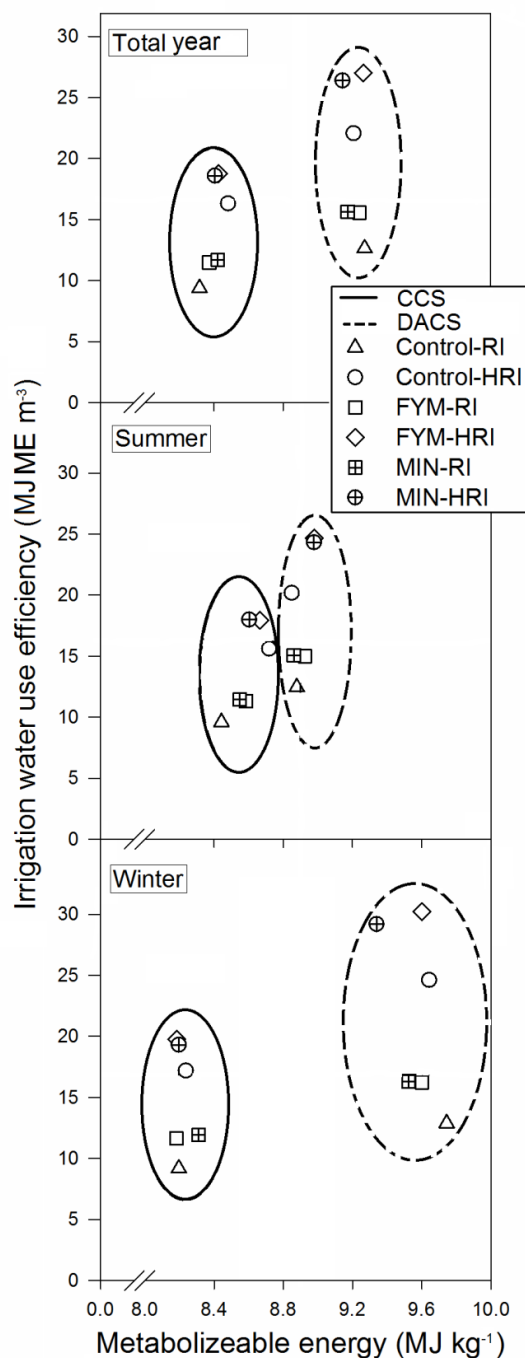 Total year
30
25
20
15
10
5
0
CCS
DACS
Control-RI
Control-HRI
FYM-RI
FYM-HRI
MIN-RI
MIN-HRI
Summer
30
25
20
15
10
5
0
Winter
30
25
20
15
10
5
0
0.0 8.0 8.4 8.8 9.2 9.6 10.0
Metabolizeable energy (MJ kg⁻¹)
Irrigation water use efficiency (MJME m⁻³)